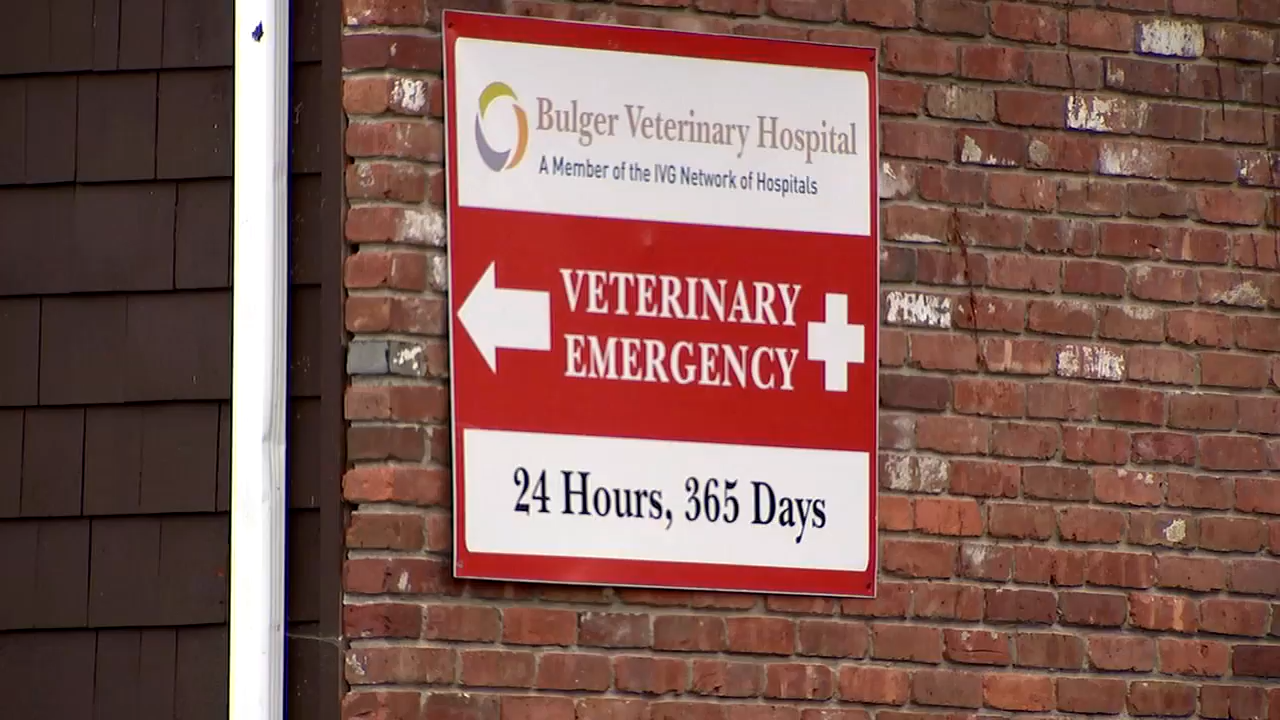 Bulger Veterinary Hospital
A Member of the IVG Network of Hospitals
VETERINARY
EMERGENCY
24 Hours, 365 Days